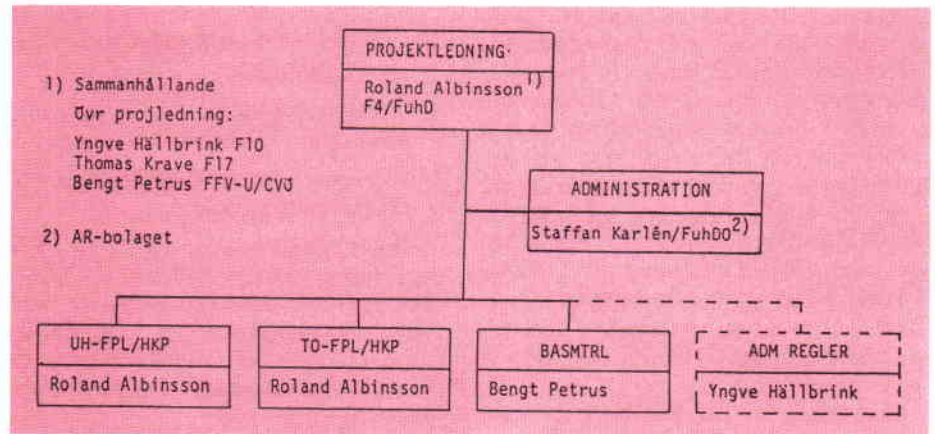 PROJEKTLEDNING
Roland Albinsson 1)
F4/FuhD
1) Sammanhållande
Övr projledning:
Yngve Hällbrink F10
Thomas Krave F17
Bengt Petrus FFV-U/CVÖ
2) AR-bolaget
ADMINISTRATION
Staffan Karlén/FuhDO 2)
UH-FPL/HKP
Roland Albinsson
TO-FPL/HKP
Roland Albinsson
BASMTRL
Bengt Petrus
ADM REGLER
Yngve Hällbrink